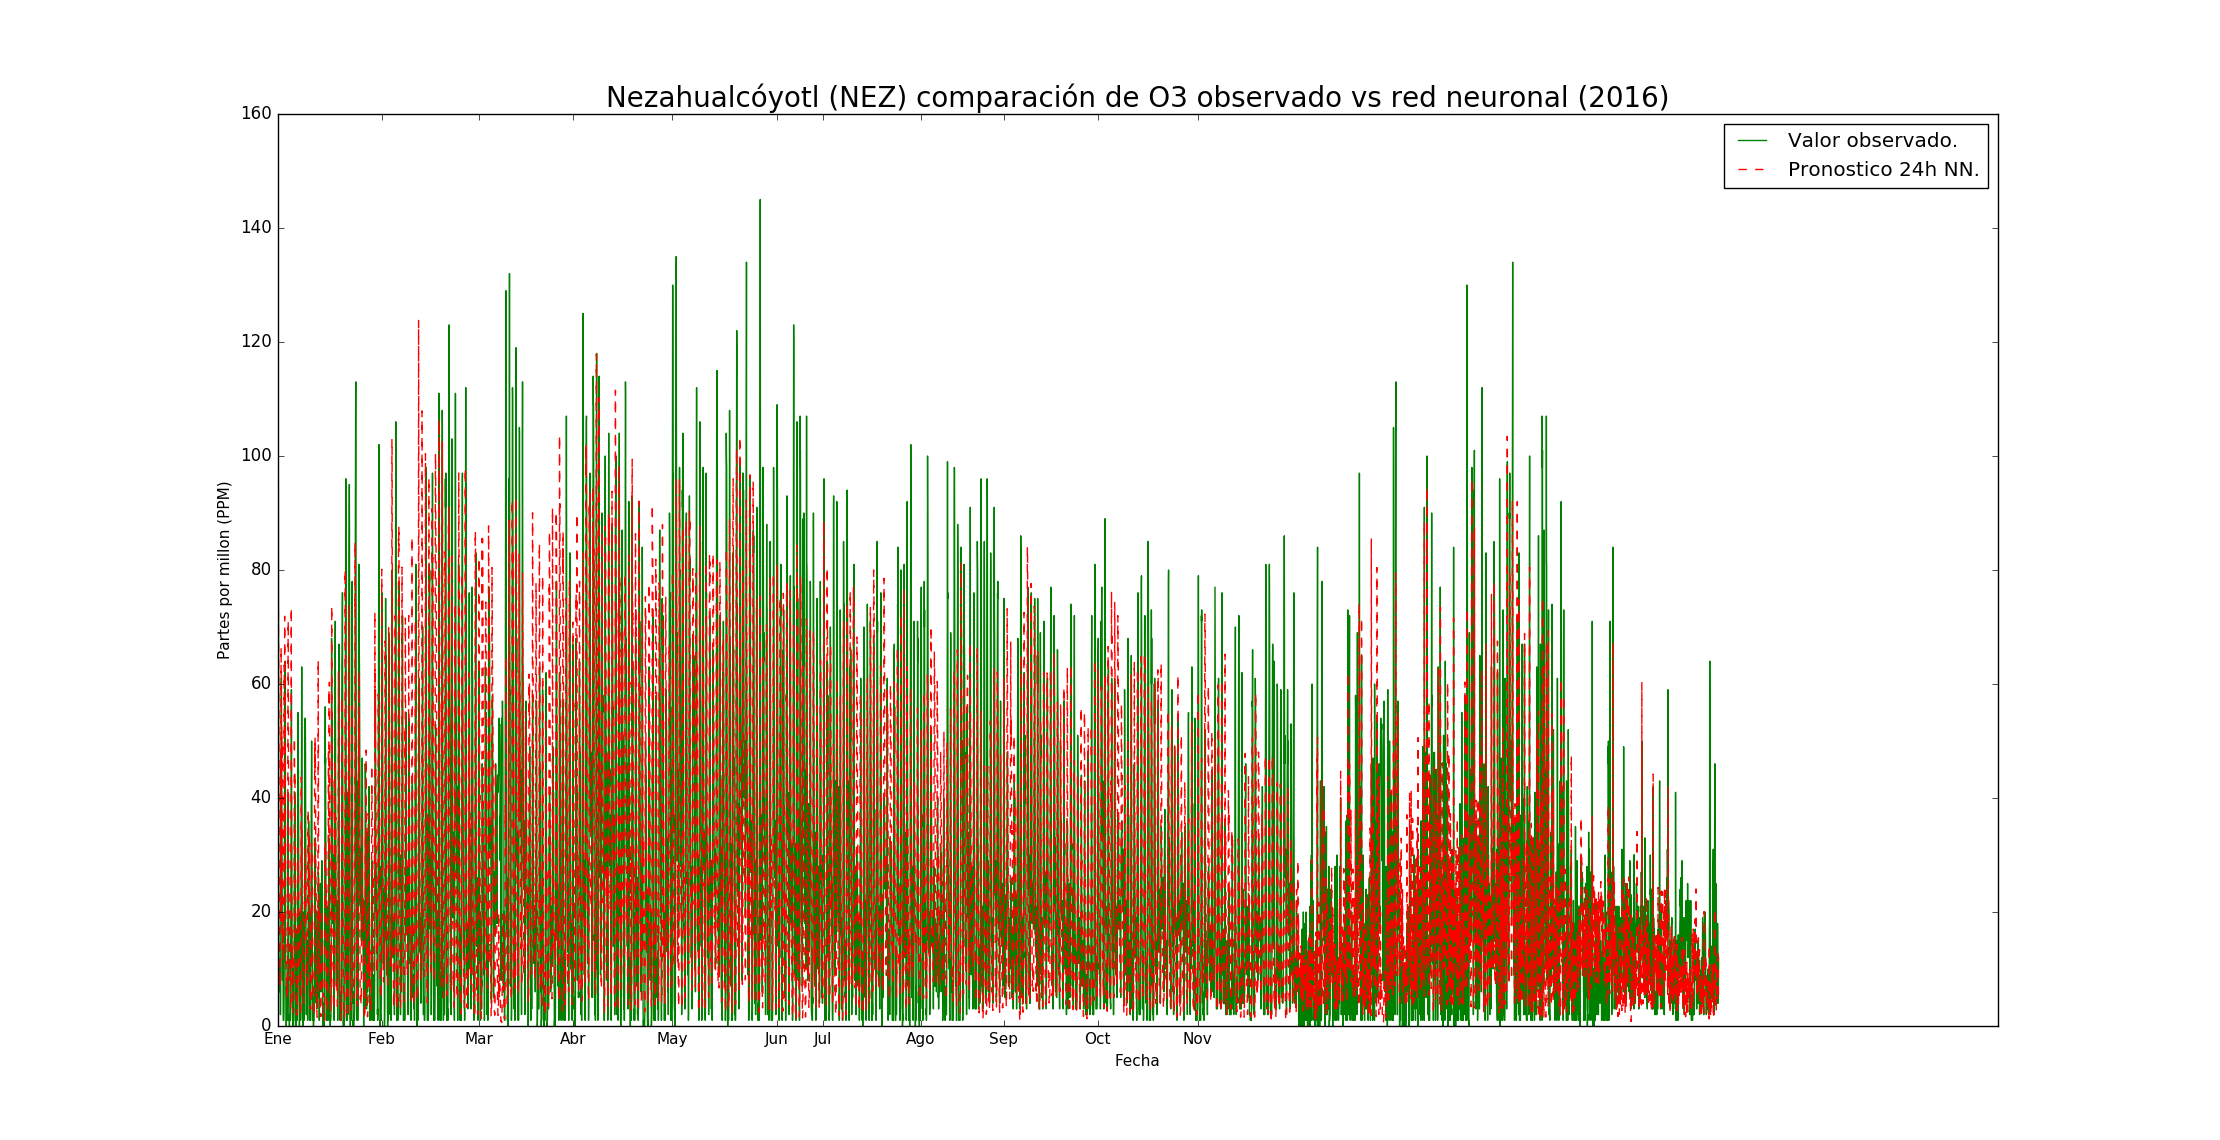 Nezahualcóyotl (NEZ) comparación de O3 observado vs red neuronal (2016)
Valor observado.
Pronostico 24h NN.
160
140
120
100
80
60
40
20
0
Partes por millon (PPM)
Ene Feb Mar Abr May Jun Jul Ago Sep Oct Nov
Fecha